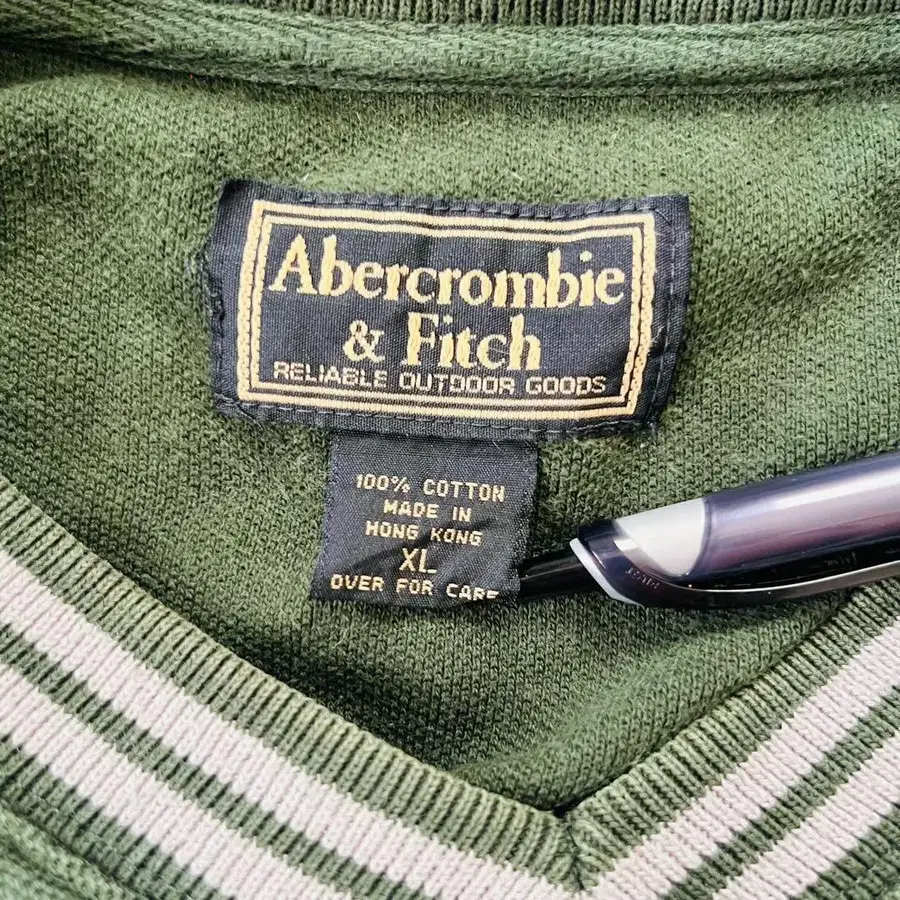 Abercrombie
& Fitch
RELIABLE OUTDOOR GOODS
100% COTTON
MADE IN
HONG KONG
XL
OVER FOR CARE